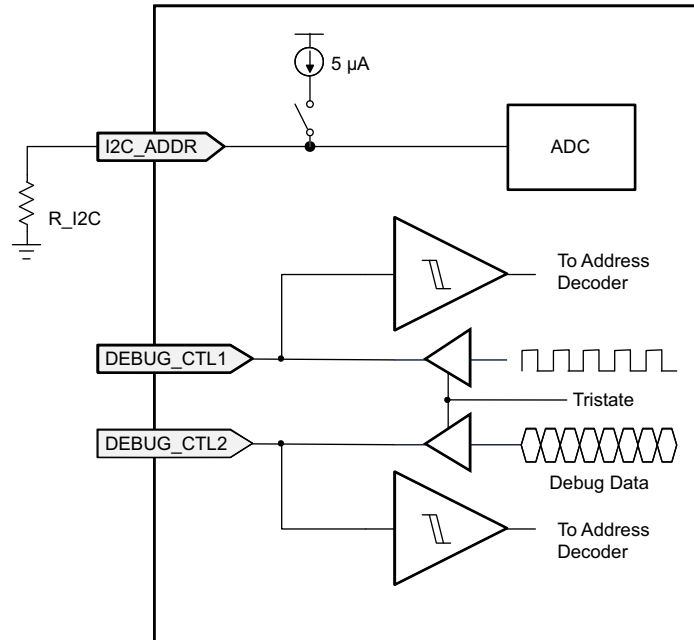 5 µA
I2C_ADDR
ADC
R_I2C
To Address
Decoder
DEBUG_CTL1
Tristate
DEBUG_CTL2
Debug Data
To Address
Decoder